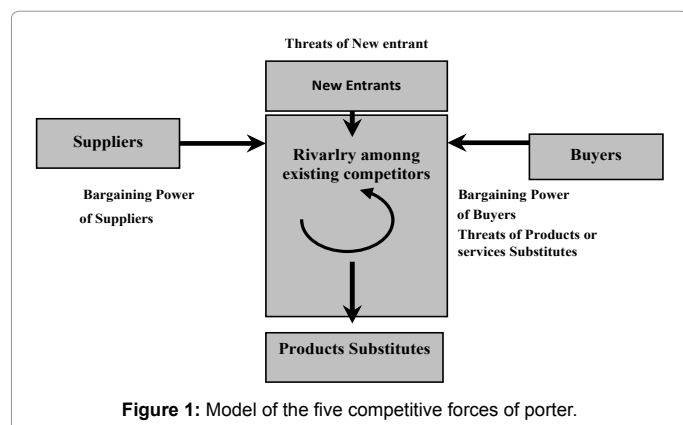 Threats of New entrant
New Entrants
Suppliers
Rivarlry amonng
existing competitors
Buyers
Bargaining Power
of Suppliers
Bargaining Power
of Buyers
Threats of Products or
services Substitutes
Products Substitutes
Figure 1: Model of the five competitive forces of porter.